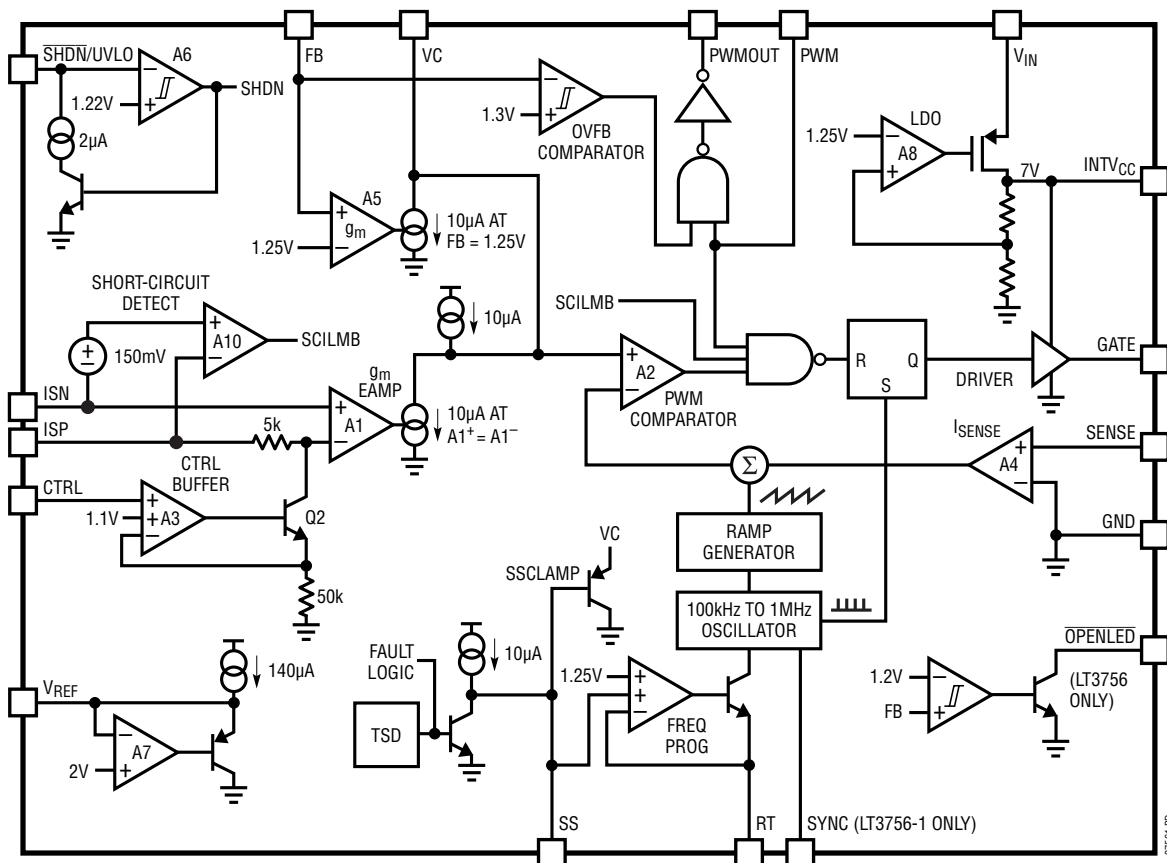 FB
VC
PWMOUT
PWM
VIN
SHDN/UVLO
A6
SHDN
1.22V
2µA
1.3V
OVFB
COMPARATOR
LDO
1.25V
A8
7V
INTVCC
A5
gm
1.25V
10µA AT
FB = 1.25V
SHORT-CIRCUIT
DETECT
150mV
A10
SCILMB
10µA
SCILMB
A2
PWM
COMPARATOR
R
S
Q
DRIVER
GATE
gm
EAMP
A1
10µA AT
A1+ = A1−
ISN
ISP
5k
ISENSE
A4
SENSE
CTRL
CTRL
BUFFER
1.1V
A3
Q2
50k
Σ
RAMP
GENERATOR
GND
VC
SSCLAMP
100kHz TO 1MHz
OSCILLATOR
OPENLED
(LT3756
ONLY)
1.2V
FB
FAULT
LOGIC
TSD
10µA
1.25V
FREQ
PROG
140µA
VREF
A7
2V
SS
RT
SYNC (LT3756-1 ONLY)